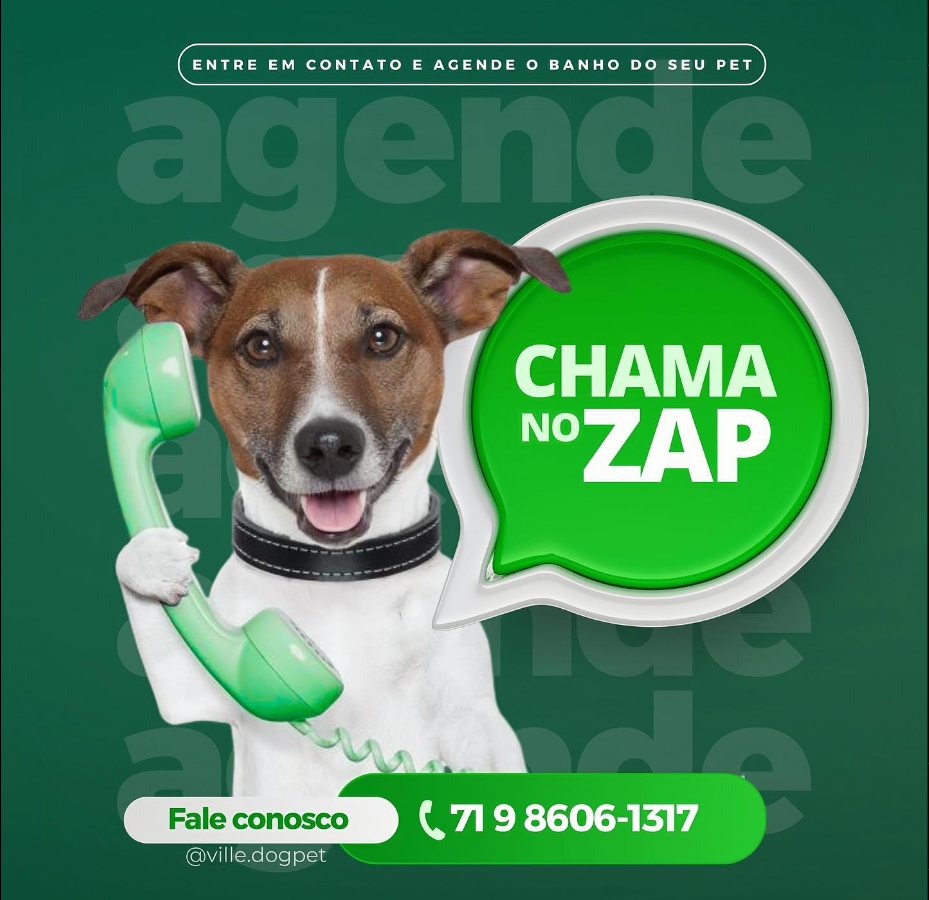 ENTRE EM CONTATO E AGENDE O BANHO DO SEU PET
agende
CHAMA
NO ZAP
agende
Fale conosco
71 9 8606-1317
@ville.dogpet